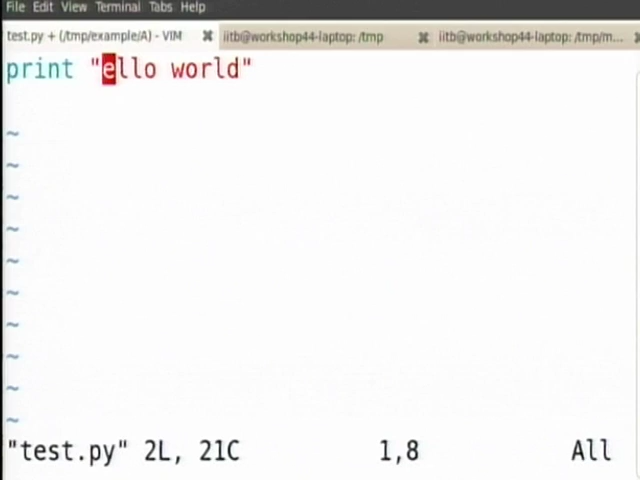 File Edit View Terminal Tabs Help
test.py + (/tmp/example/A) - VIM iitb@workshop44-laptop: /tmp iitb@workshop44-laptop: /tmp/m...
print "ello world"
~
~
~
~
~
~
~
~
~
~
"test.py" 2L, 21C 1,8 All